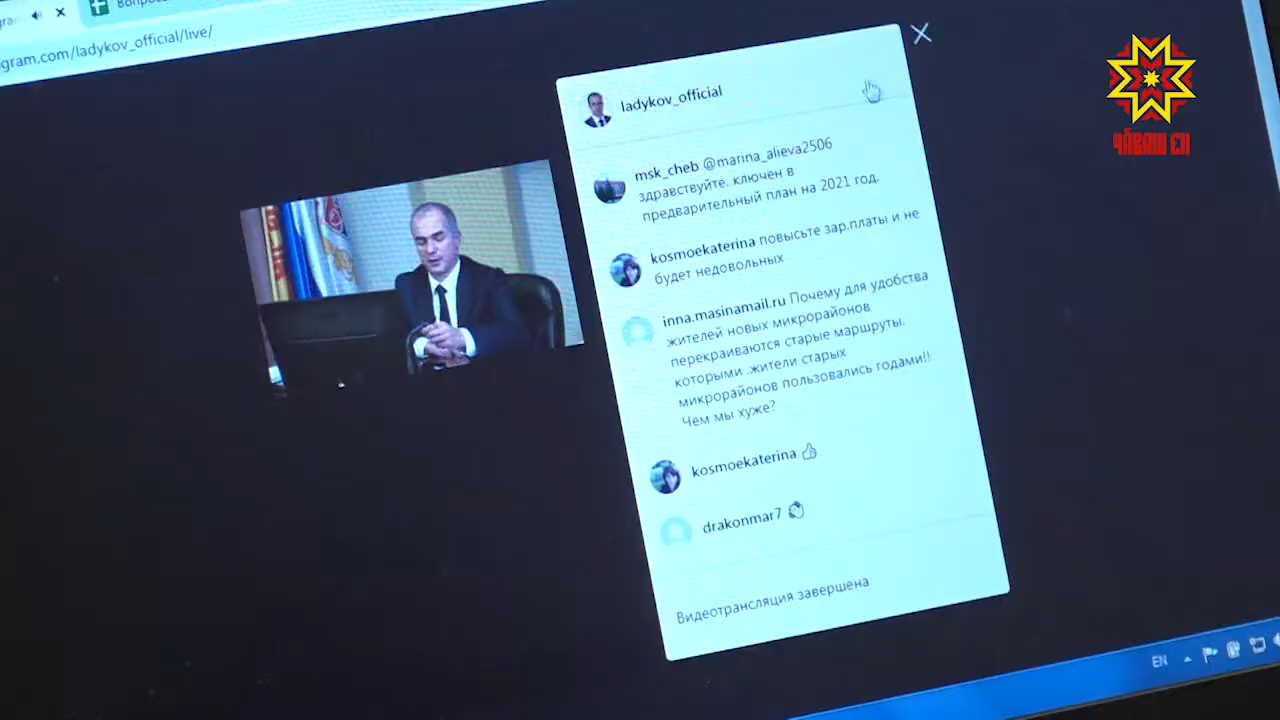 Вопрос
gram.com/ladykov_official/live/
ladykov_official
msk_cheb @marina_alieva2506
здравствуйте. ключен в
предварительный план на 2021 год.
kosmoekaterina повысьте зар.платы и не
будет недовольных
inna.masinamail.ru Почему для удобства
жителей новых микрорайонов
перекраиваются старые маршруты.
которыми .жители старых
микрорайонов пользовались годами!!
Чем мы хуже?
kosmoekaterina
drakonmar7
Видеотрансляция завершена
EN
ЧӐВАШ ЕН